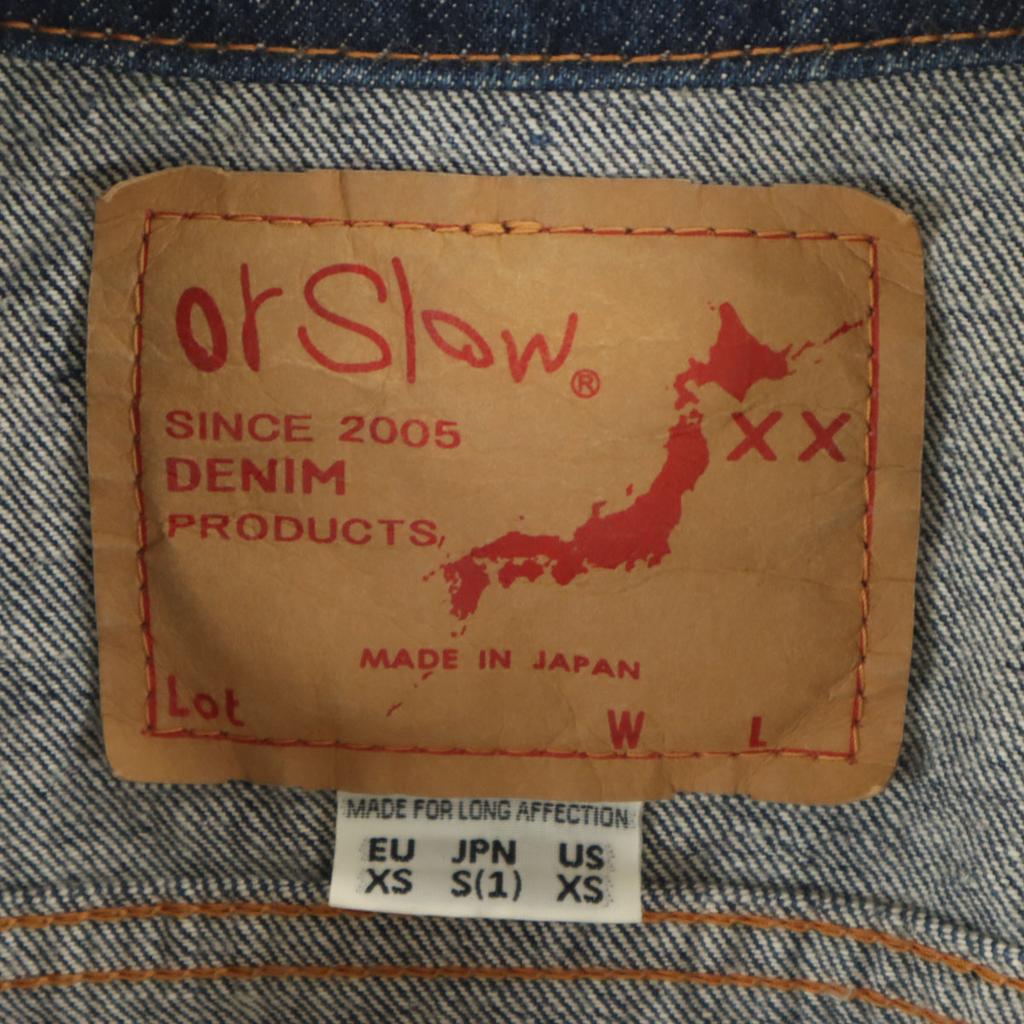 orSlow®
SINCE 2005
DENIM
PRODUCTS,
XX
MADE IN JAPAN
Lot W L
MADE FOR LONG AFFECTION
EU JPN US
XS S(1) XS